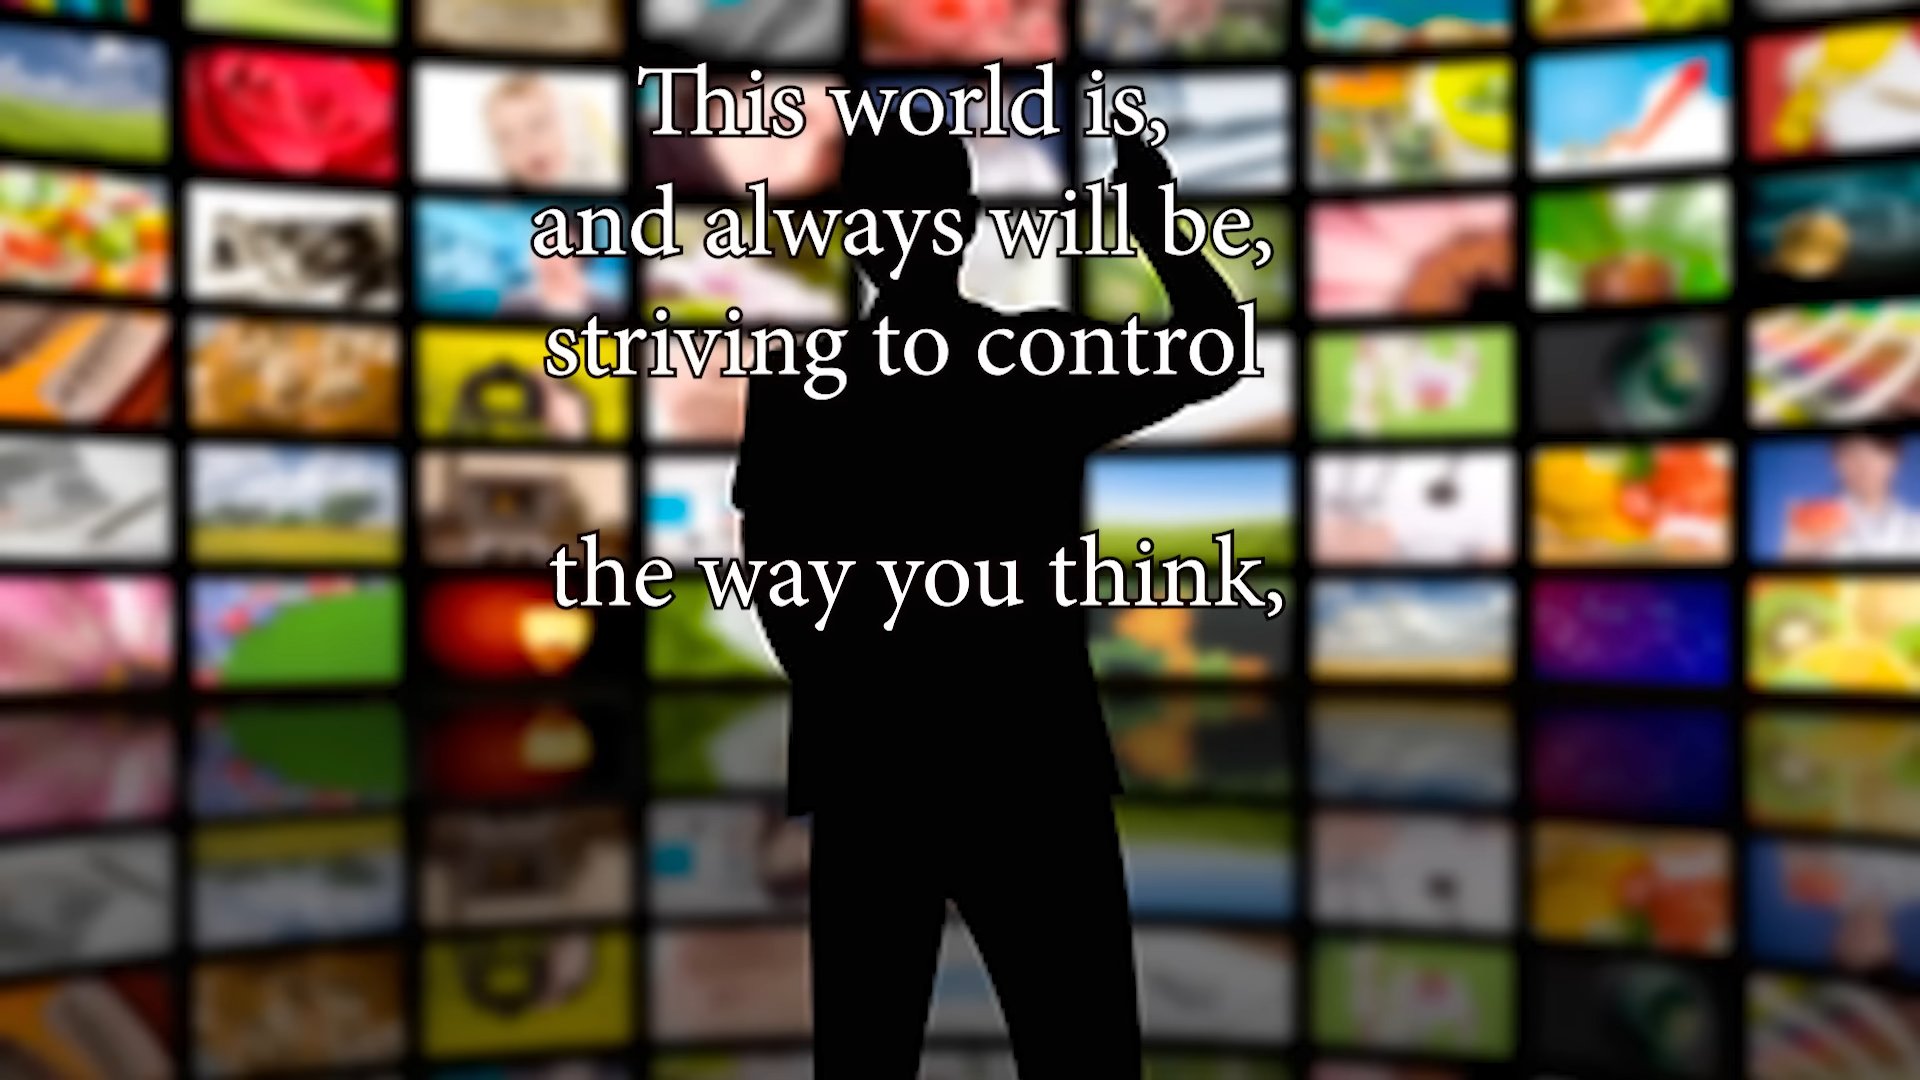 This world is,
and always will be,
striving to control
the way you think,